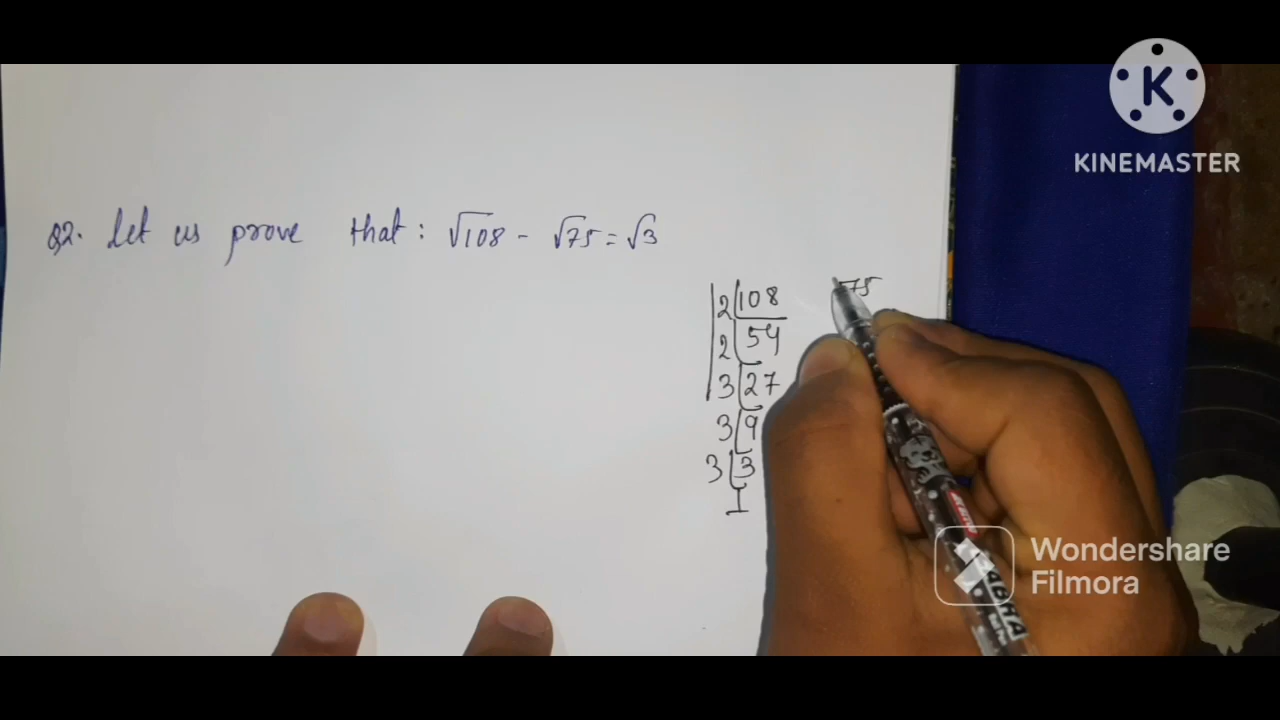 Q2. Let us prove that : √108 - √75 = √3
2 108 75
2 54
3 27
3 9
3 3
1
K
KINEMASTER
Wondershare
Filmora